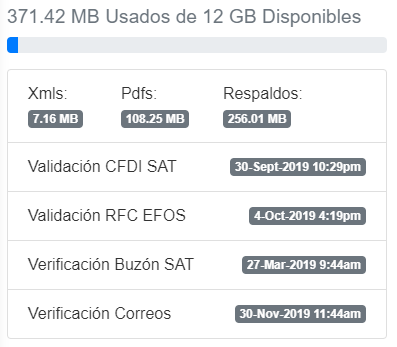 371.42 MB Usados de 12 GB Disponibles
Xmls: Pdfs: Respaldos:
7.16 MB 108.25 MB 256.01 MB
Validación CFDI SAT 30-Sept-2019 10:29pm
Validación RFC EFOS 4-Oct-2019 4:19pm
Verificación Buzón SAT 27-Mar-2019 9:44am
Verificación Correos 30-Nov-2019 11:44am